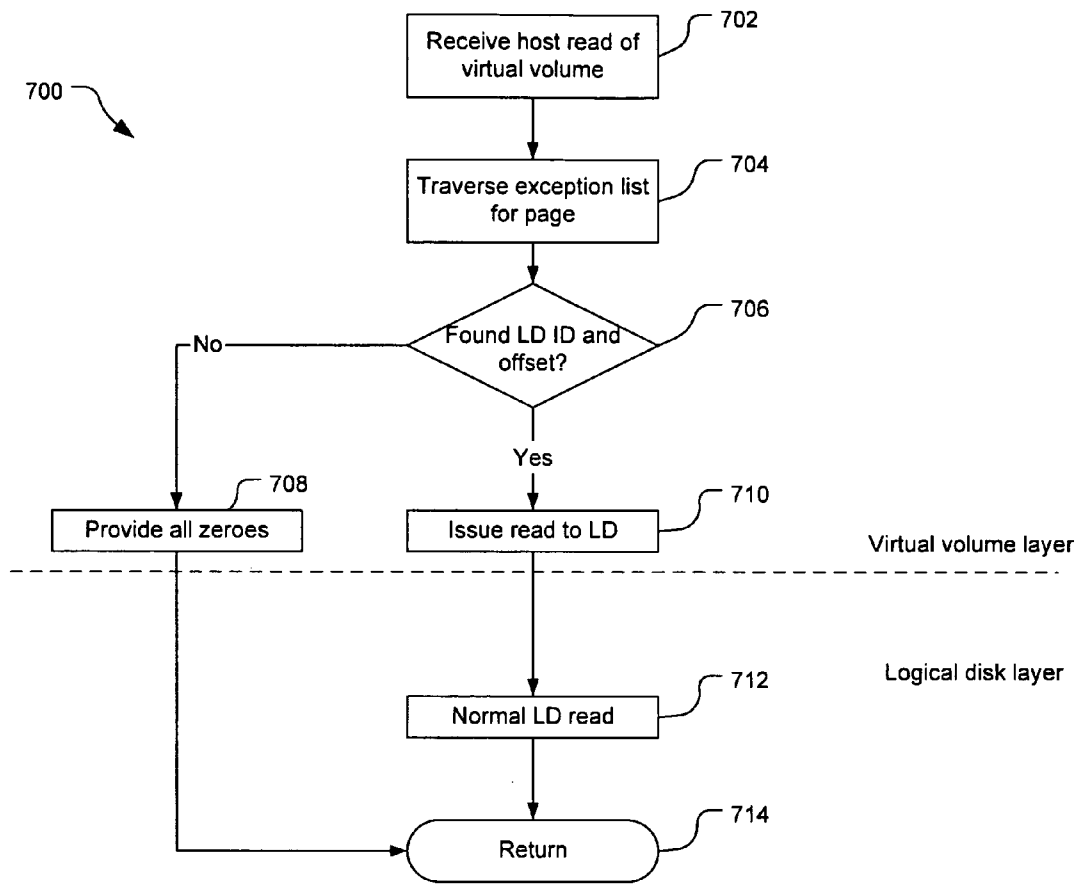 702
Receive host read of
virtual volume
700
704
Traverse exception list
for page
706
Found LD ID and
offset?
No
Yes
708
710
Provide all zeroes
Issue read to LD
Virtual volume layer
Logical disk layer
712
Normal LD read
714
Return